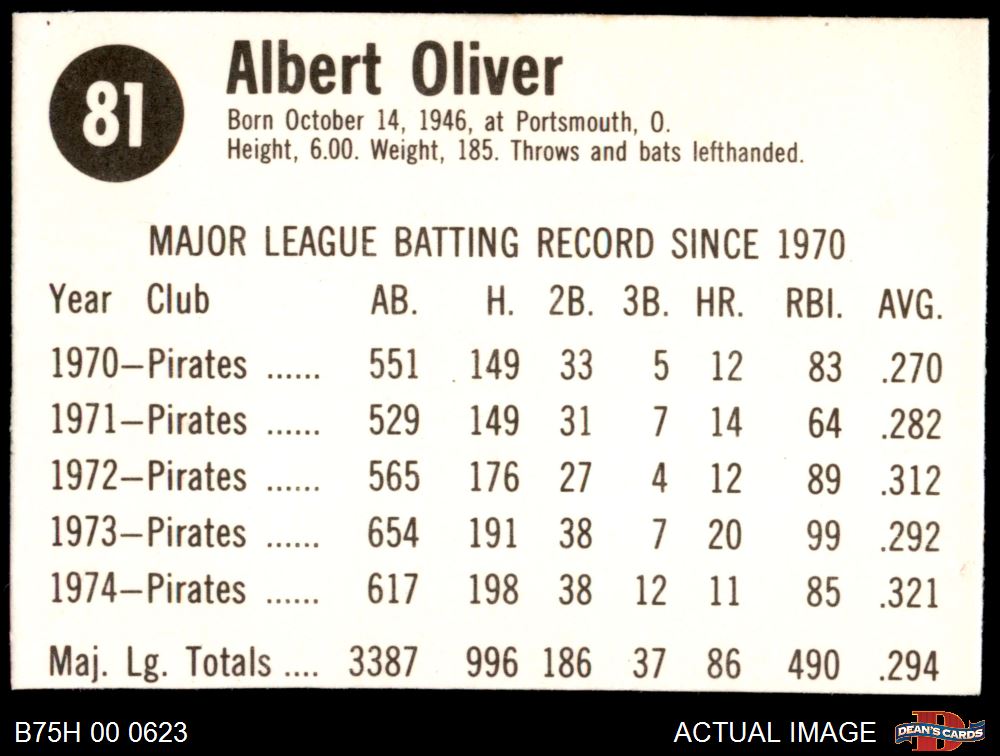 81
Albert Oliver
Born October 14, 1946, at Portsmouth, O.
Height, 6.00. Weight, 185. Throws and bats lefthanded.
MAJOR LEAGUE BATTING RECORD SINCE 1970
Year Club AB. H. 2B. 3B. HR. RBI. AVG.
1970—Pirates ...... 551 149 33 5 12 83 .270
1971—Pirates ...... 529 149 31 7 14 64 .282
1972—Pirates ...... 565 176 27 4 12 89 .312
1973—Pirates ...... 654 191 38 7 20 99 .292
1974—Pirates ...... 617 198 38 12 11 85 .321
Maj. Lg. Totals .... 3387 996 186 37 86 490 .294
B75H 00 0623 ACTUAL IMAGE D DEAN'S CARDS